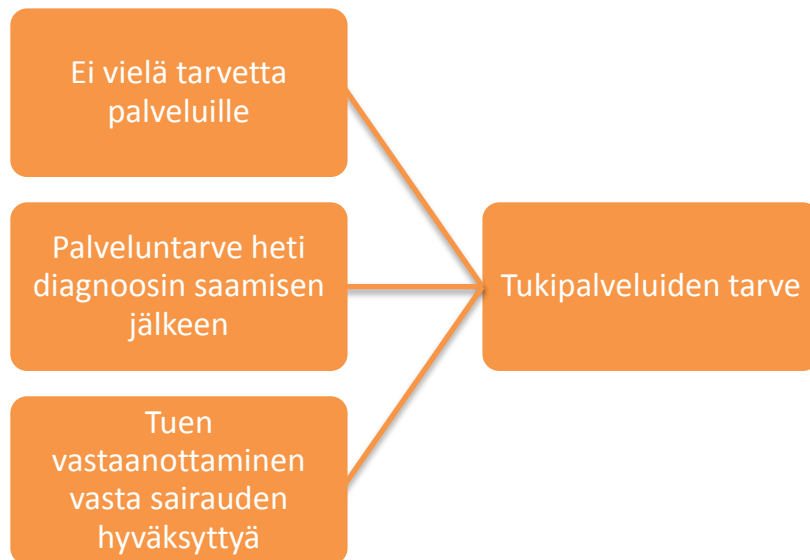 Ei vielä tarvetta
palveluille
Palveluntarve heti
diagnoosin saamisen
jälkeen
Tuen
vastaanottaminen
vasta sairauden
hyväksyttyä
Tukipalveluiden tarve